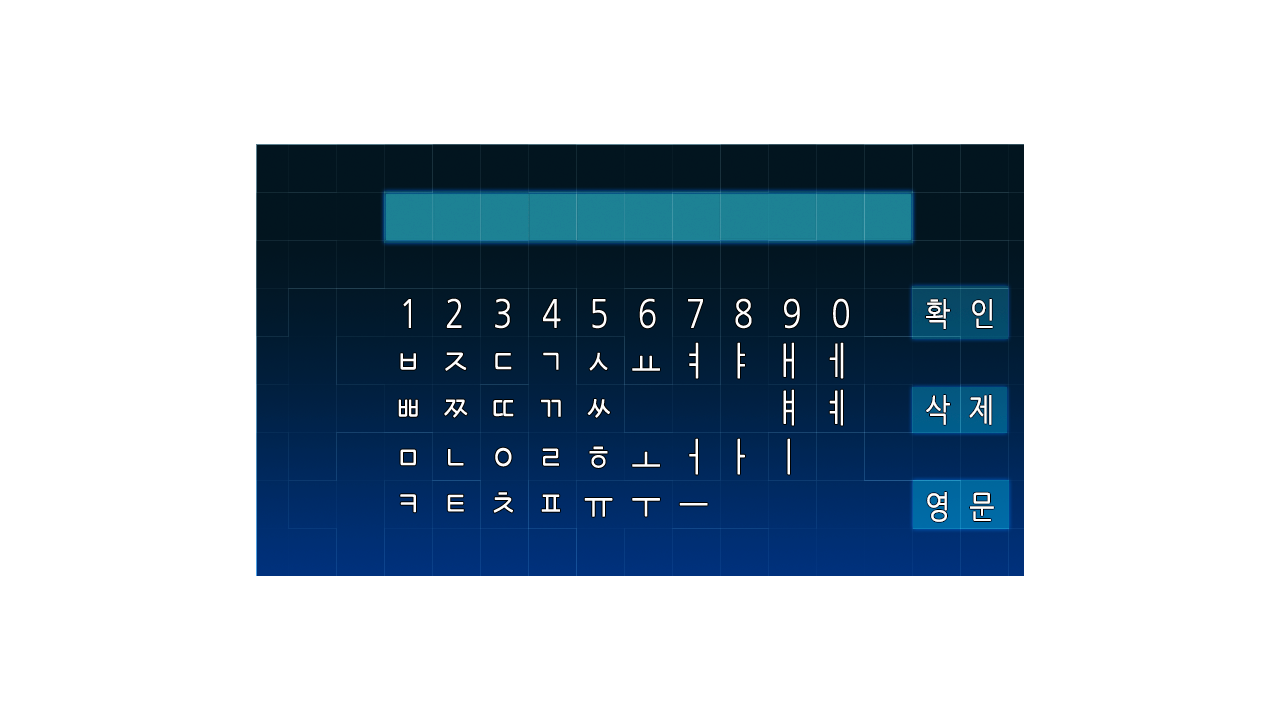 1 2 3 4 5 6 7 8 9 0 확인
ㅂ ㅈ ㄷ ㄱ ㅅ ㅛ ㅕ ㅑ ㅐ ㅔ
ㅃ ㅉ ㄸ ㄲ ㅆ ㅒ ㅖ 삭제
ㅁ ㄴ ㅇ ㄹ ㅎ ㅗ ㅓ ㅏ ㅣ
ㅋ ㅌ ㅊ ㅍ ㅠ ㅜ ㅡ 영문